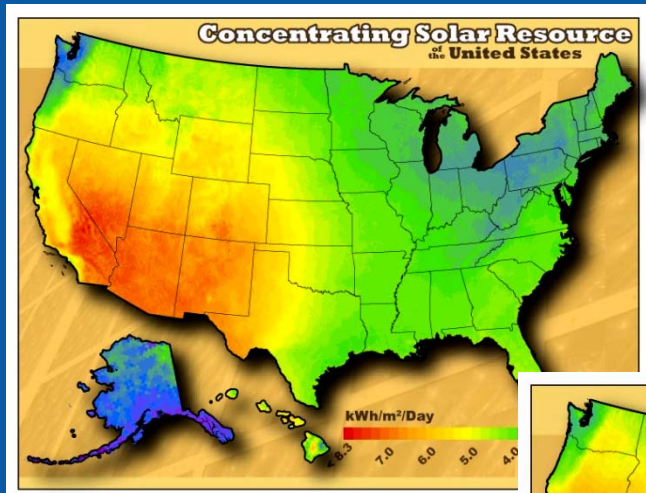 Concentrating Solar Resource
of the United States
kWh/m²/Day
< 8.3 7.0 6.0 5.0 4.0